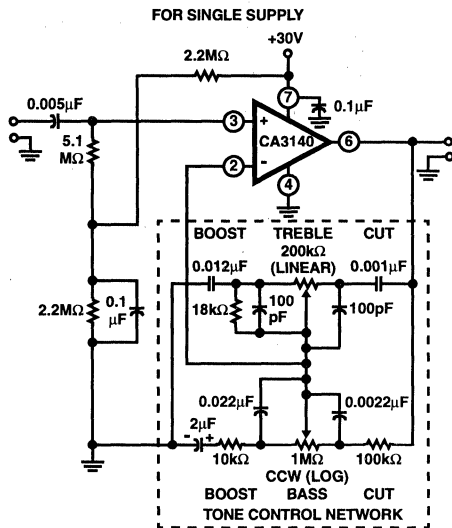 FOR SINGLE SUPPLY
+30V
2.2MΩ
7
0.005μF
0.1μF
3
+
CA3140
6
5.1
MΩ
2
-
4
BOOST TREBLE CUT
200kΩ
(LINEAR)
0.012μF
0.001μF
2.2MΩ
0.1
μF
18kΩ
100
pF
100pF
0.022μF
0.0022μF
2μF
- +
10kΩ
1MΩ
100kΩ
CCW (LOG)
BOOST BASS CUT
TONE CONTROL NETWORK